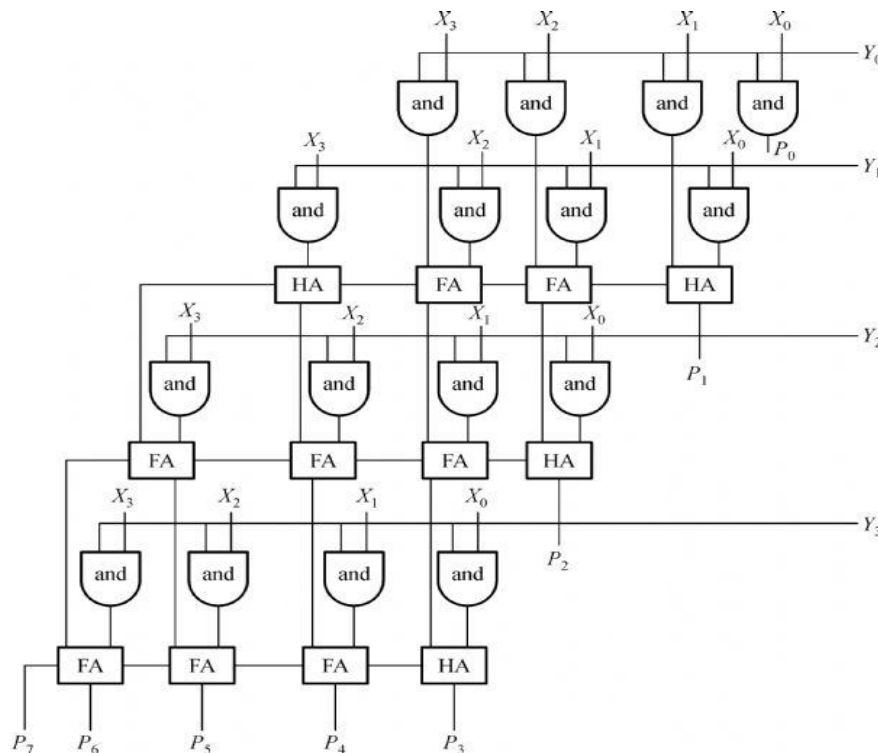 X₃ X₂ X₁ X₀
Y₀
and and and and
P₀
X₃ X₂ X₁ X₀
Y₁
and and and and
HA FA FA HA
X₃ X₂ X₁ X₀
Y₂
P₁
and and and and
FA FA FA HA
X₃ X₂ X₁ X₀
Y₃
P₂
and and and and
FA FA FA HA
P₇ P₆ P₅ P₄ P₃